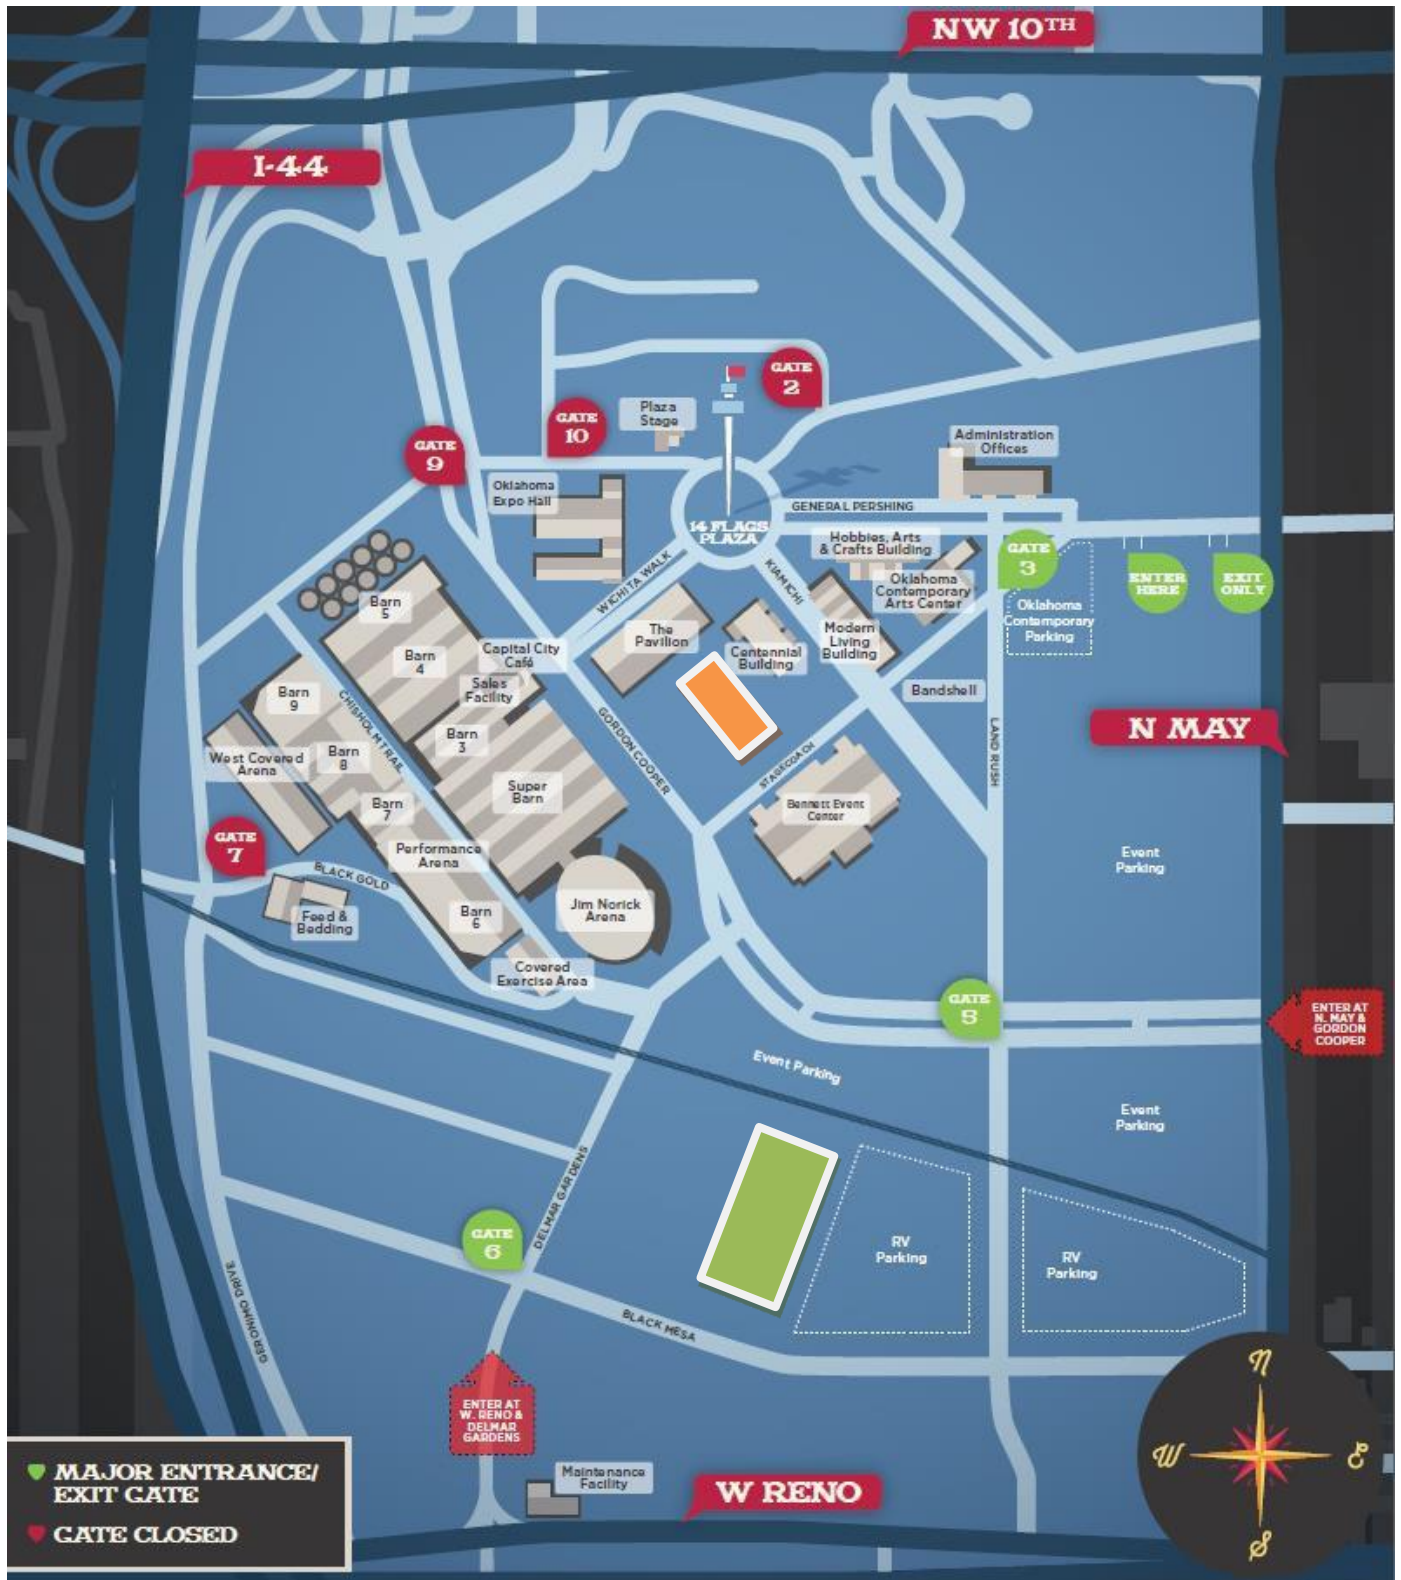 NW 10TH
I-44
GATE
2
Plaza
Stage
GATE
10
GATE
9
Administration
Offices
Oklahoma
Expo Hall
GENERAL PERSHING
14 FLAGS
PLAZA
Hobbies, Arts
& Crafts Building
GATE
3
WICHITA WALK
KIAMICHI
Oklahoma
Contemporary
Arts Center
ENTER
HERE
EXIT
ONLY
Barn
5
Oklahoma
Contemporary
Parking
The
Pavilion
Modern
Living
Building
Centennial
Building
Capital City
Café
Barn
4
Sales
Facility
Barn
9
Bandshell
CHISHOLM TRAIL
GORDON COOPER
LAND RUSH
N MAY
Barn
3
West Covered
Arena
Barn
8
STAGECOACH
Super
Barn
Barn
7
Bennett Event
Center
GATE
7
Performance
Arena
Event
Parking
BLACK GOLD
Jim Norick
Arena
Barn
6
Feed &
Bedding
Covered
Exercise Area
GATE
5
ENTER AT
N. MAY &
GORDON
COOPER
Event Parking
Event
Parking
DELMAR GARDENS
GATE
6
RV
Parking
RV
Parking
GERONIMO DRIVE
BLACK MESA
ENTER AT
W. RENO &
DELMAR
GARDENS
N
W
E
S
Maintenance
Facility
W RENO
MAJOR ENTRANCE/
EXIT GATE
GATE CLOSED